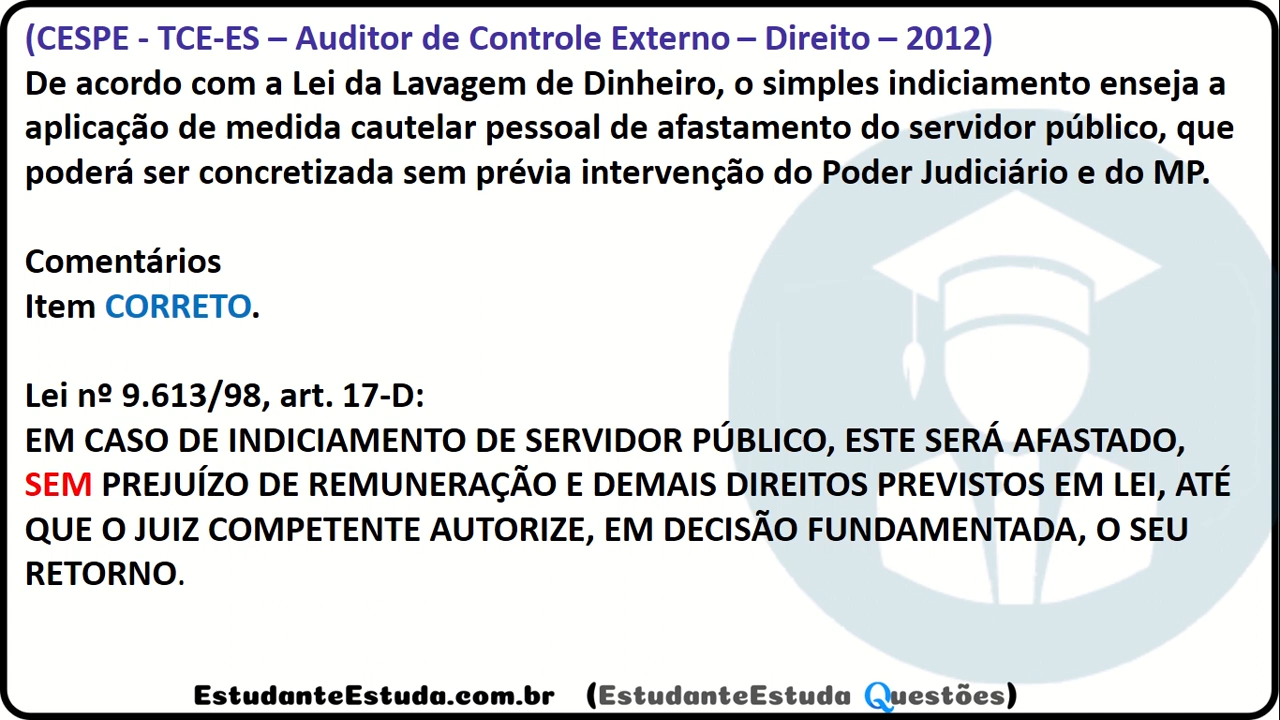 (CESPE - TCE-ES – Auditor de Controle Externo – Direito – 2012)
De acordo com a Lei da Lavagem de Dinheiro, o simples indiciamento enseja a
aplicação de medida cautelar pessoal de afastamento do servidor público, que
poderá ser concretizada sem prévia intervenção do Poder Judiciário e do MP.
Comentários
Item CORRETO.
Lei nº 9.613/98, art. 17-D:
EM CASO DE INDICIAMENTO DE SERVIDOR PÚBLICO, ESTE SERÁ AFASTADO,
SEM PREJUÍZO DE REMUNERAÇÃO E DEMAIS DIREITOS PREVISTOS EM LEI, ATÉ
QUE O JUIZ COMPETENTE AUTORIZE, EM DECISÃO FUNDAMENTADA, O SEU
RETORNO.
EstudanteEstuda.com.br (EstudanteEstuda Questões)